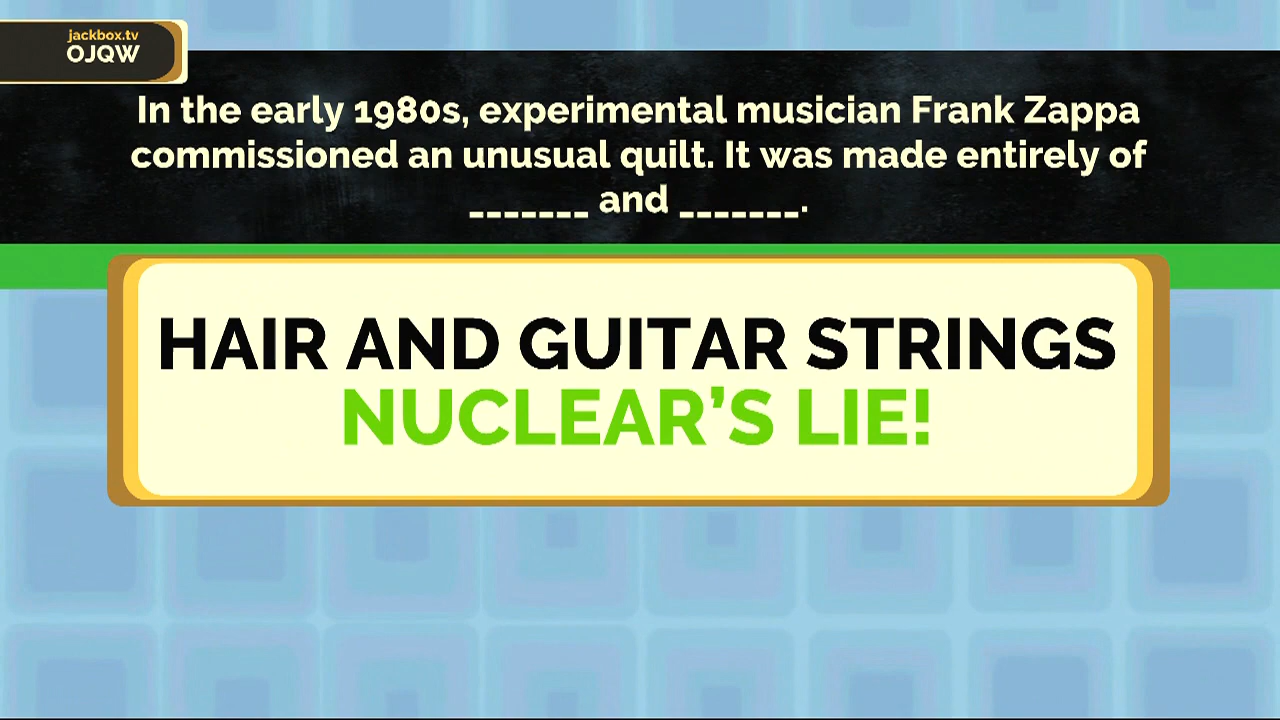 jackbox.tv
OJQW
In the early 1980s, experimental musician Frank Zappa
commissioned an unusual quilt. It was made entirely of
_______ and _______.
HAIR AND GUITAR STRINGS
NUCLEAR'S LIE!